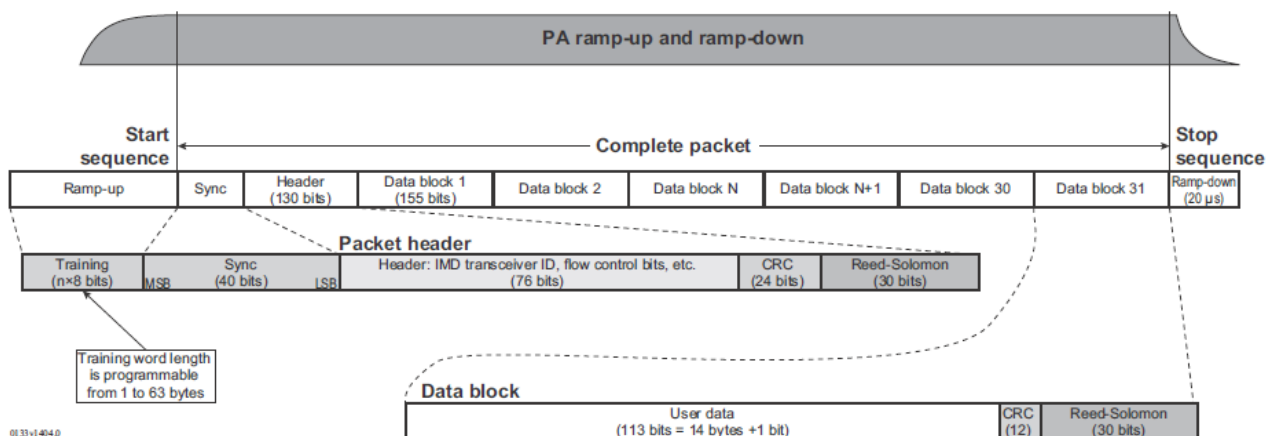 PA ramp-up and ramp-down
Start
sequence
Complete packet
Stop
sequence
Ramp-up
Sync
Header
(130 bits)
Data block 1
(155 bits)
Data block 2
Data block N
Data block N+1
Data block 30
Data block 31
Ramp-down
(20 µs)
Packet header
Training
(n×8 bits)
MSB
Sync
(40 bits)
LSB
Header: IMD transceiver ID, flow control bits, etc.
(76 bits)
CRC
(24 bits)
Reed-Solomon
(30 bits)
Training word length
is programmable
from 1 to 63 bytes
Data block
User data
(113 bits = 14 bytes +1 bit)
CRC
(12)
Reed-Solomon
(30 bits)
0133v1404.0